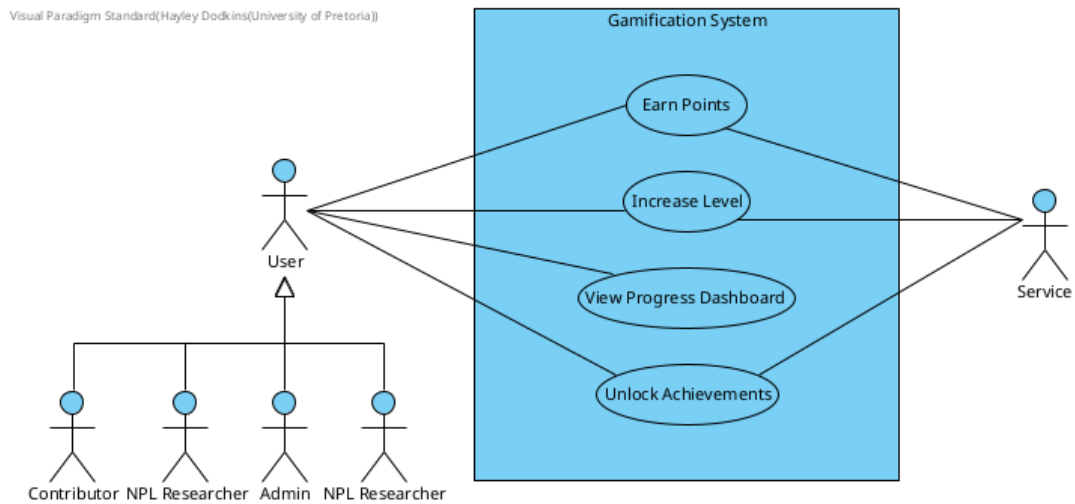 Visual Paradigm Standard(Hayley Dodkins(University of Pretoria))
Gamification System
Earn Points
Increase Level
User
View Progress Dashboard
Service
Unlock Achievements
Contributor
NPL Researcher
Admin
NPL Researcher